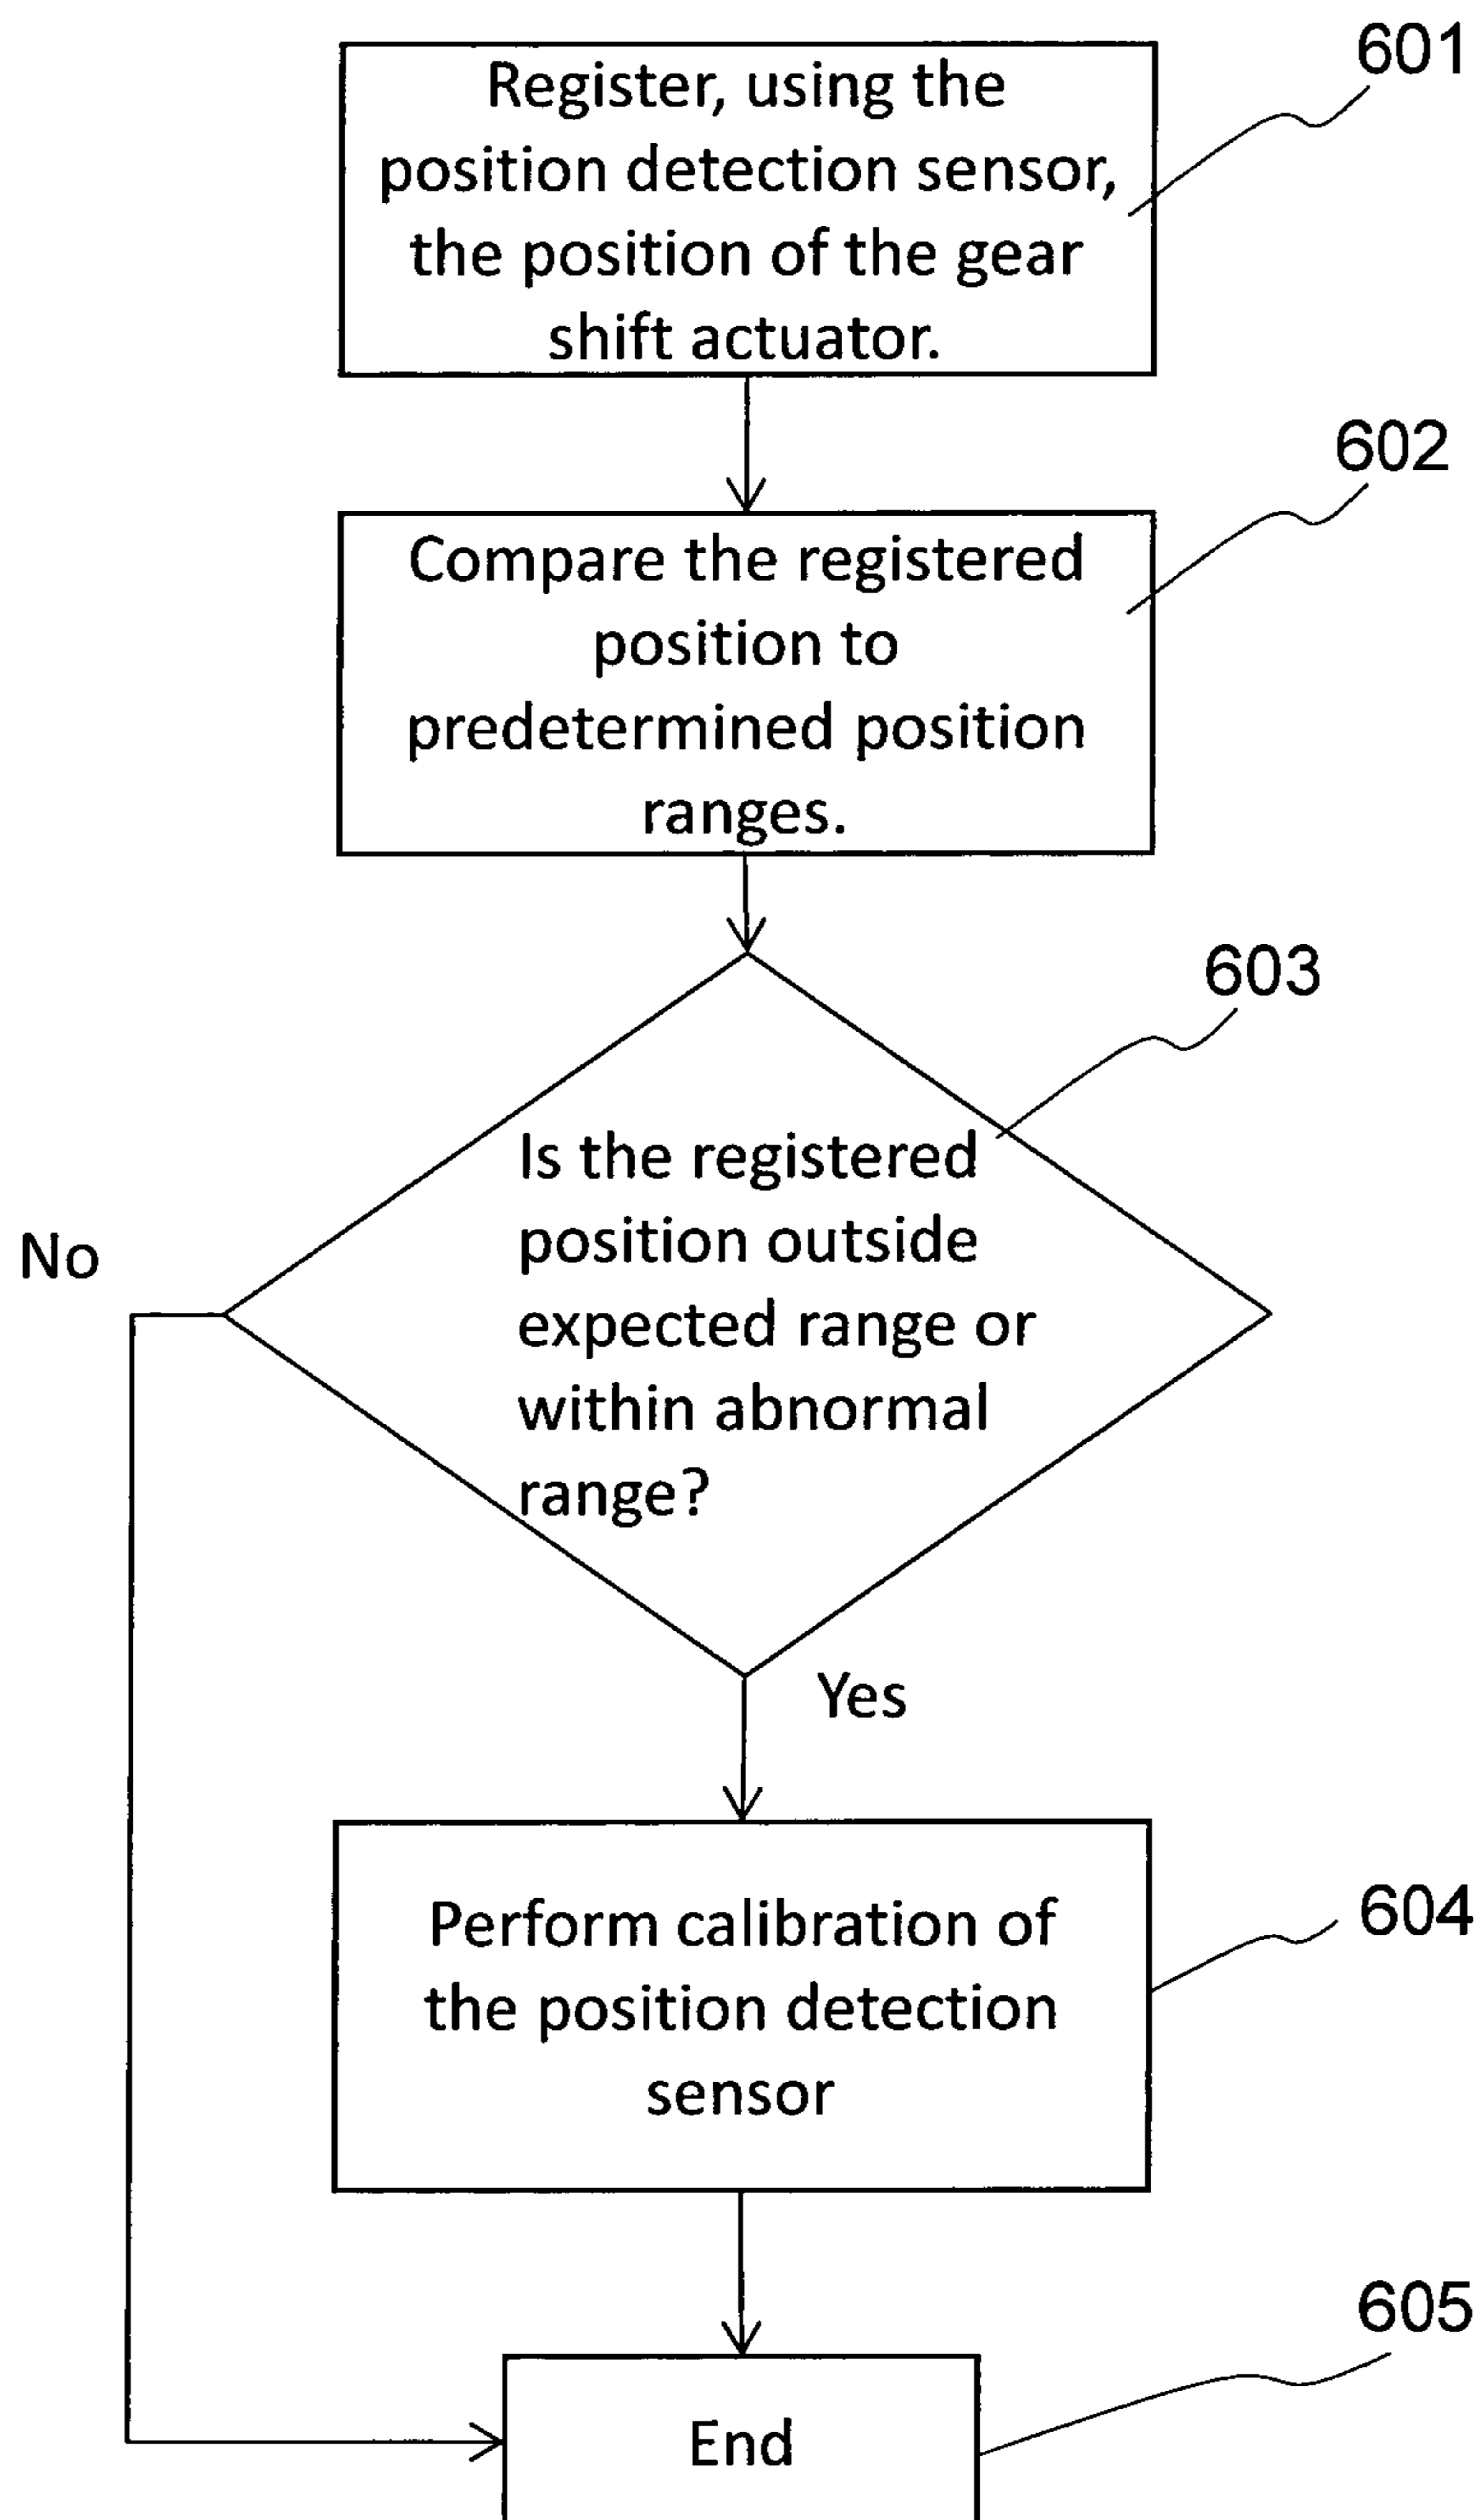 601
Register, using the
position detection sensor,
the position of the gear
shift actuator.
602
Compare the registered
position to
predetermined position
ranges.
603
Is the registered
position outside
expected range or
within abnormal
range?
No
Yes
Perform calibration of
the position detection
sensor
604
605
End